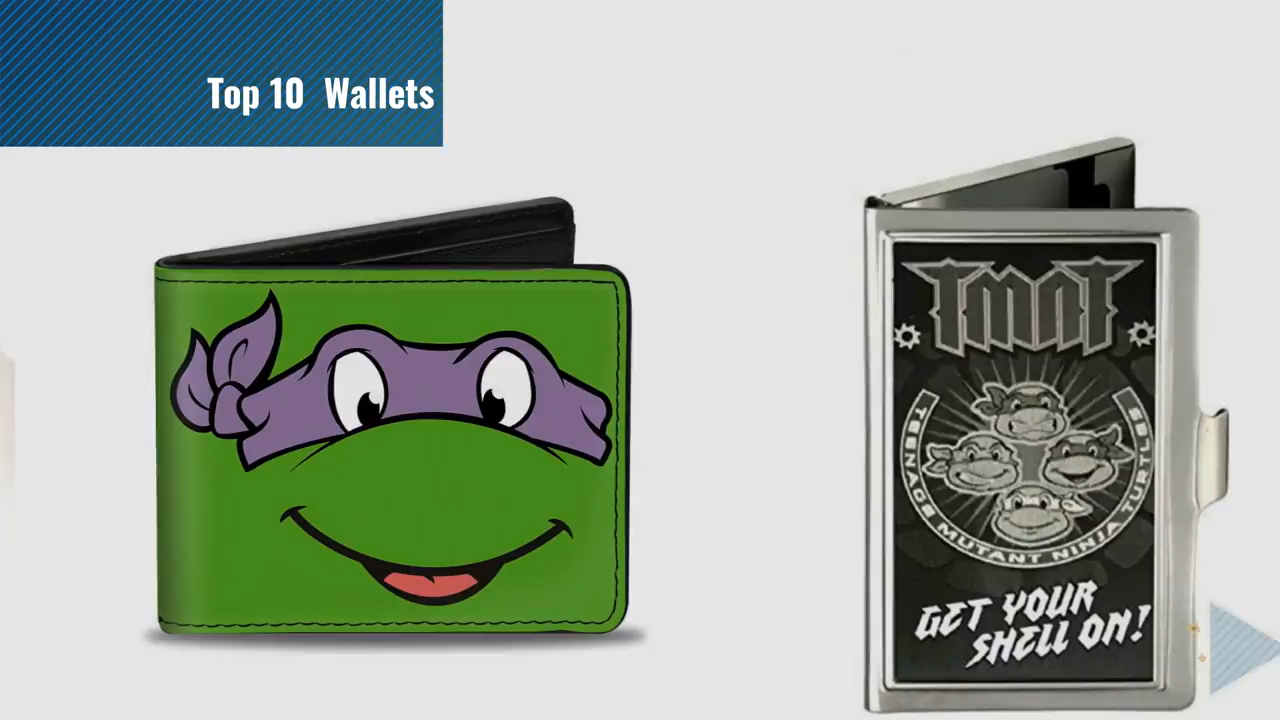 Top 10 Wallets
TMNT
TEENAGE MUTANT NINJA TURTLES
GET YOUR
SHELL ON!